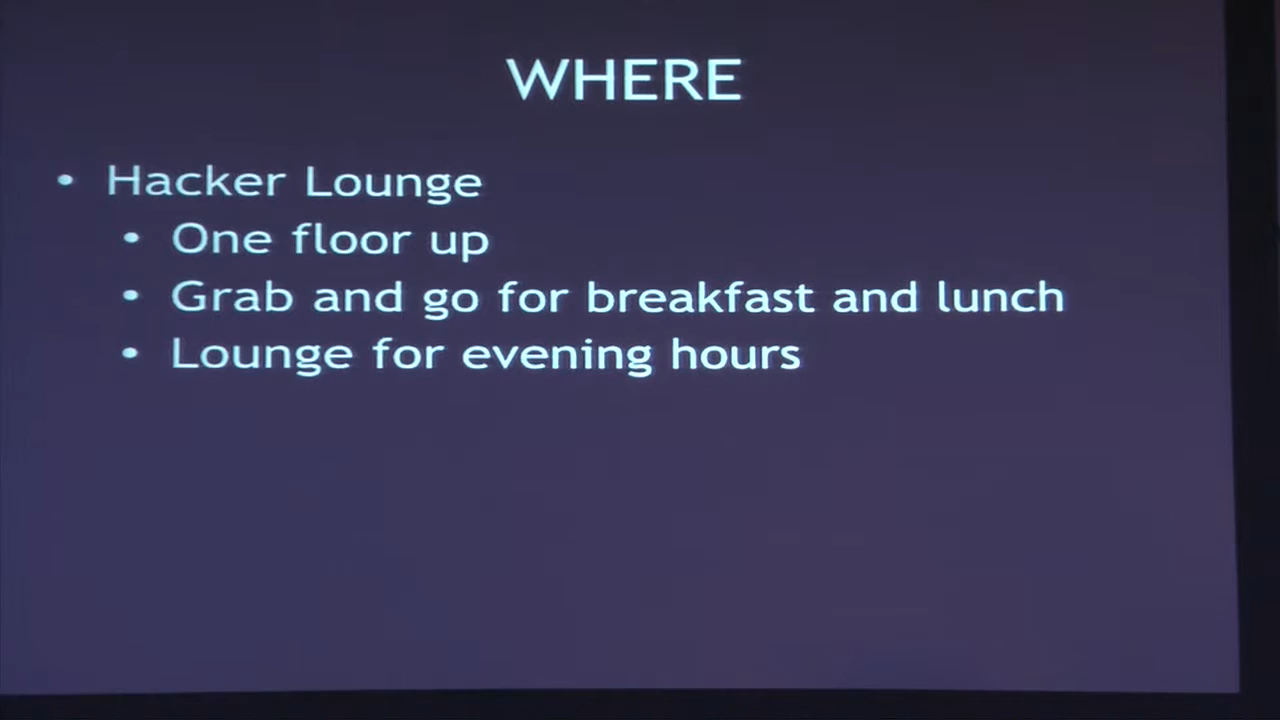 WHERE
• Hacker Lounge
• One floor up
• Grab and go for breakfast and lunch
• Lounge for evening hours